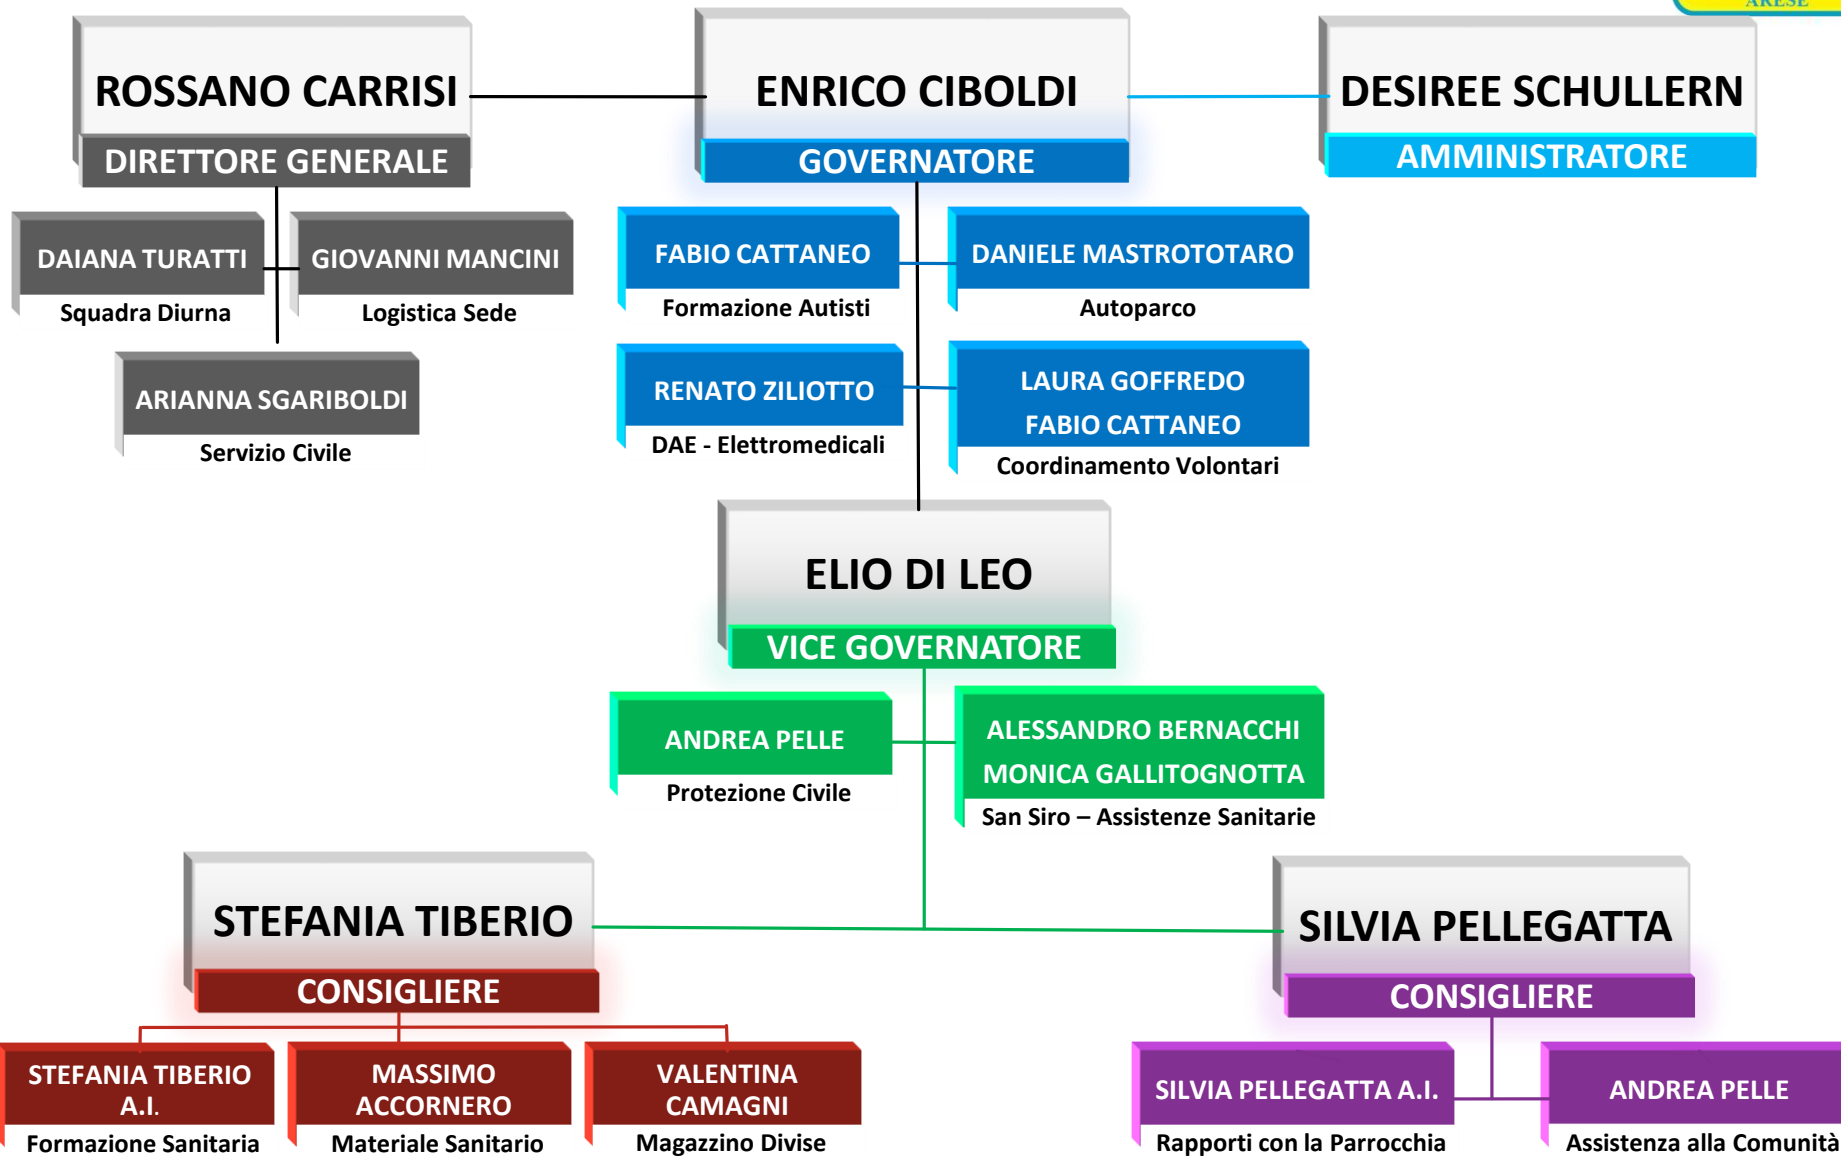 ARESE
ROSSANO CARRISI
DIRETTORE GENERALE
ENRICO CIBOLDI
GOVERNATORE
DESIREE SCHULLERN
AMMINISTRATORE
DAIANA TURATTI
Squadra Diurna
GIOVANNI MANCINI
Logistica Sede
ARIANNA SGARIBOLDI
Servizio Civile
FABIO CATTANEO
Formazione Autisti
DANIELE MASTROTOTARO
Autoparco
RENATO ZILIOTTO
DAE - Elettromedicali
LAURA GOFFREDO
FABIO CATTANEO
Coordinamento Volontari
ELIO DI LEO
VICE GOVERNATORE
ANDREA PELLE
Protezione Civile
ALESSANDRO BERNACCHI
MONICA GALLITOGNOTTA
San Siro – Assistenze Sanitarie
STEFANIA TIBERIO
CONSIGLIERE
STEFANIA TIBERIO
A.I.
Formazione Sanitaria
MASSIMO
ACCORNERO
Materiale Sanitario
VALENTINA
CAMAGNI
Magazzino Divise
SILVIA PELLEGATTA
CONSIGLIERE
SILVIA PELLEGATTA A.I.
Rapporti con la Parrocchia
ANDREA PELLE
Assistenza alla Comunità